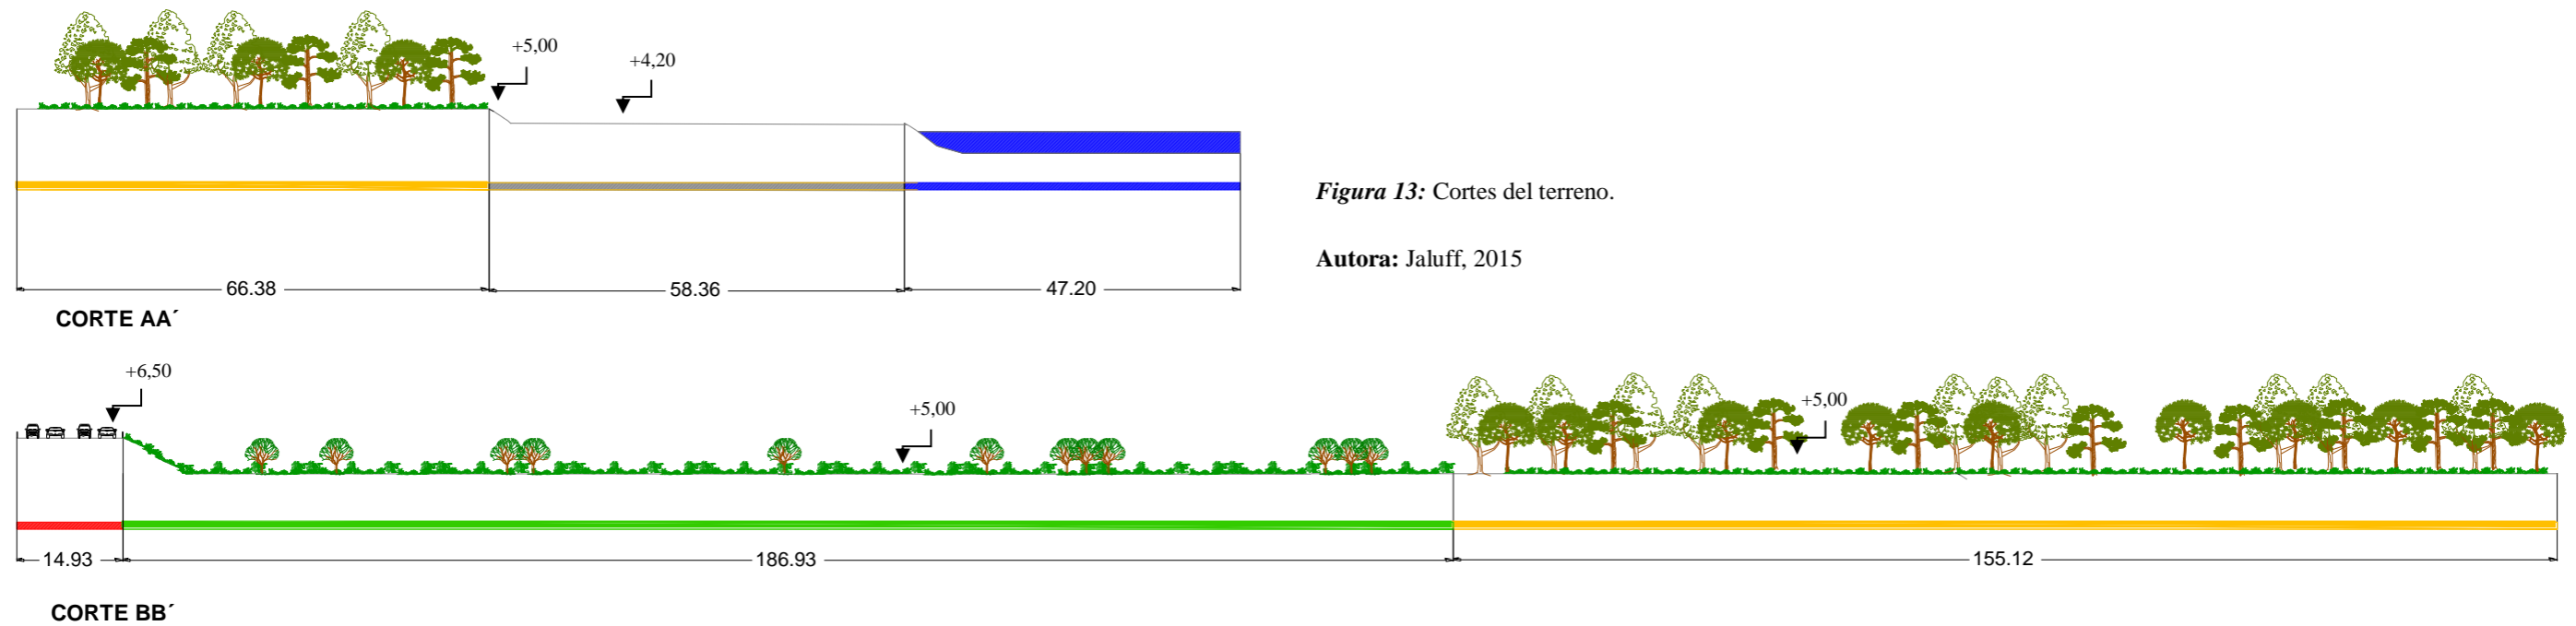 +5,00
+4,20
Figura 13: Cortes del terreno.
Autora: Jaluff, 2015
66.38
58.36
47.20
CORTE AA´
+6,50
+5,00
+5,00
14.93
186.93
155.12
CORTE BB´